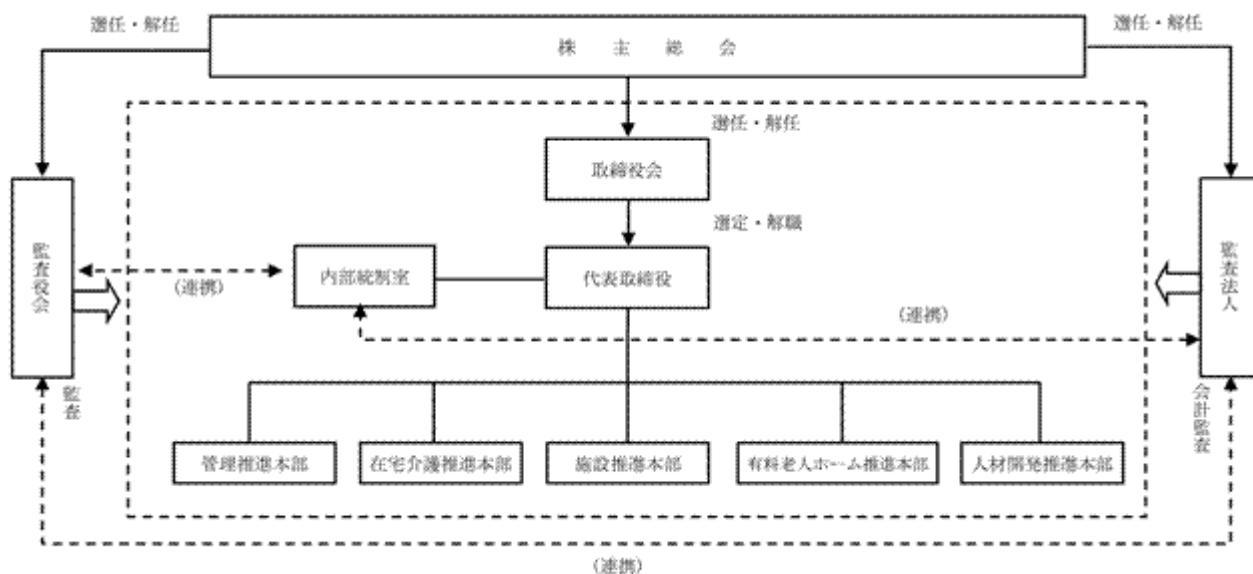 選任・解任
選任・解任
株主総会
選任・解任
取締役会
選定・解職
監査役会
内部統制室
代表取締役
監査法人
(連携)
(連携)
監査
会計監査
管理推進本部
在宅介護推進本部
施設推進本部
有料老人ホーム推進本部
人材開発推進本部
(連携)